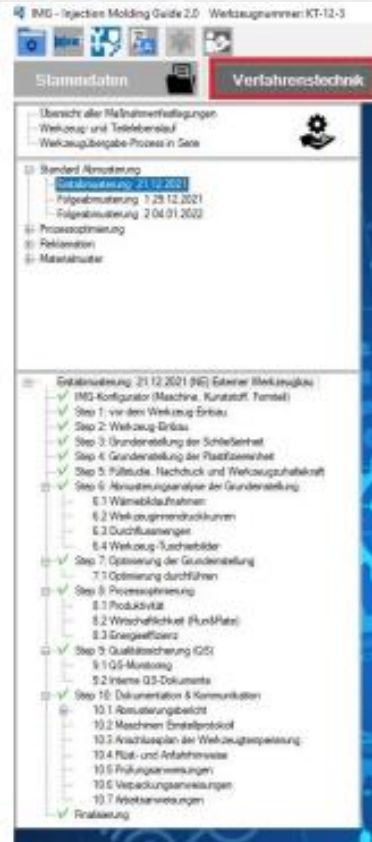 IMG - Injection Molding Guide 2.0 Werkzeugnummer: KT-12-3
Stammdaten
Verfahrenstechnik
Übersicht aller Maßnahmenfestlegungen
Werkzeug- und Teilelebenslauf
Werkzeugübergabe-Prozess in Serie
Standard Abmusterung
Erstabmusterung 21.12.2021
Folgeabmusterung 1 29.12.2021
Folgeabmusterung 2 04.01.2022
Prozessoptimierung
Reklamation
Materialmuster
Erstabmusterung: 21.12.2021 (NE) Externer Werkzeugbau
IMG-Konfigurator (Maschine, Kunststoff, Formteil)
Step 1: vor dem Werkzeug-Einbau
Step 2: Werkzeug-Einbau
Step 3: Grundeinstellung der Schließeinheit
Step 4: Grundeinstellung der Plastifiziereinheit
Step 5: Füllstudie, Nachdruck und Werkzeugzuhaltekraft
Step 6: Abmusterungsanalyse der Grundeinstellung
6.1 Wärmebildaufnahmen
6.2 Werkzeuginnendruckkurven
6.3 Durchflussmengen
6.4 Werkzeug-Tuschierbilder
Step 7: Optimierung der Grundeinstellung
7.1 Optimierung durchführen
Step 8: Prozessoptimierung
8.1 Produktivität
8.2 Wirtschaftlichkeit (Run&Rate)
8.3 Energieeffizienz
Step 9: Qualitätssicherung (QS)
9.1 QS-Monitoring
9.2 Interne QS-Dokumente
Step 10: Dokumentation & Kommunikation
10.1 Abmusterungsbericht
10.2 Maschinen Einstellprotokoll
10.3 Anschlussplan der Werkzeugtemperierung
10.4 Rüst- und Anfahrhinweise
10.5 Prüfungsanweisungen
10.6 Verpackungsanweisungen
10.7 Arbeitsanweisungen
Finalisierung